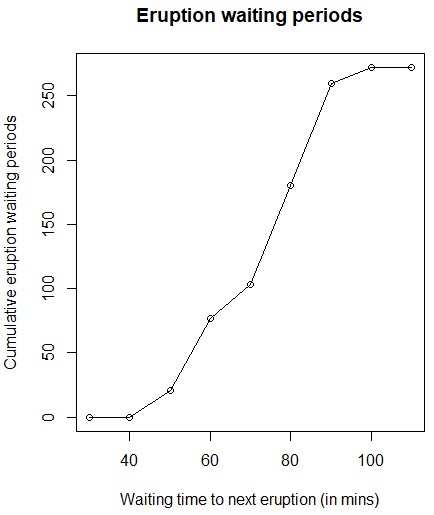 Eruption waiting periods
Cumulative eruption waiting periods
250
200
150
100
50
0
40 60 80 100
Waiting time to next eruption (in mins)